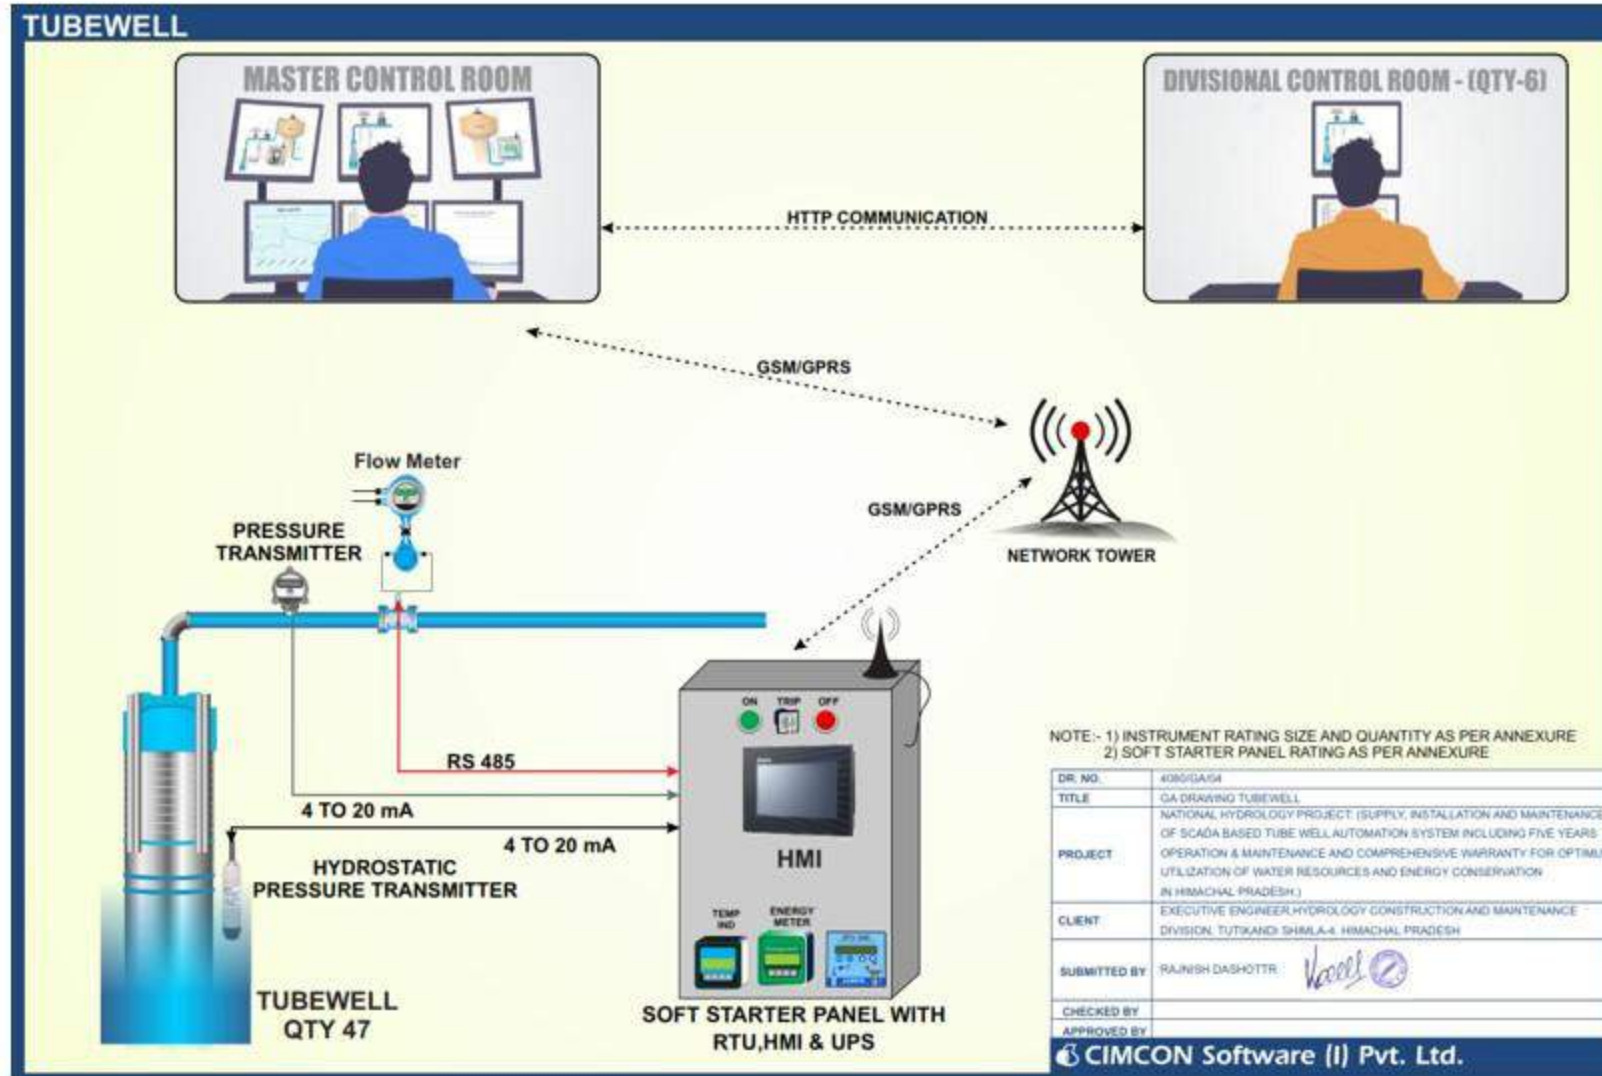 TUBEWELL
MASTER CONTROL ROOM
DIVISIONAL CONTROL ROOM - (QTY-6)
HTTP COMMUNICATION
GSM/GPRS
Flow Meter
GSM/GPRS
PRESSURE
TRANSMITTER
NETWORK TOWER
ON TRIP OFF
RS 485
4 TO 20 mA
4 TO 20 mA
HYDROSTATIC
PRESSURE TRANSMITTER
HMI
TEMP
IND
ENERGY
METER
TUBEWELL
QTY 47
SOFT STARTER PANEL WITH
RTU,HMI & UPS
NOTE:- 1) INSTRUMENT RATING SIZE AND QUANTITY AS PER ANNEXURE
2) SOFT STARTER PANEL RATING AS PER ANNEXURE
DR. NO. 4080/GA/04
TITLE GA DRAWING TUBEWELL
PROJECT NATIONAL HYDROLOGY PROJECT: (SUPPLY, INSTALLATION AND MAINTENANCE
OF SCADA BASED TUBE WELL AUTOMATION SYSTEM INCLUDING FIVE YEARS
OPERATION & MAINTENANCE AND COMPREHENSIVE WARRANTY FOR OPTIMU
UTILIZATION OF WATER RESOURCES AND ENERGY CONSERVATION
IN HIMACHAL PRADESH.)
CLIENT EXECUTIVE ENGINEER,HYDROLOGY CONSTRUCTION AND MAINTENANCE
DIVISION, TUTIKANDI SHIMLA-4, HIMACHAL PRADESH
SUBMITTED BY RAJNISH DASHOTTR
CHECKED BY
APPROVED BY
CIMCON Software (I) Pvt. Ltd.